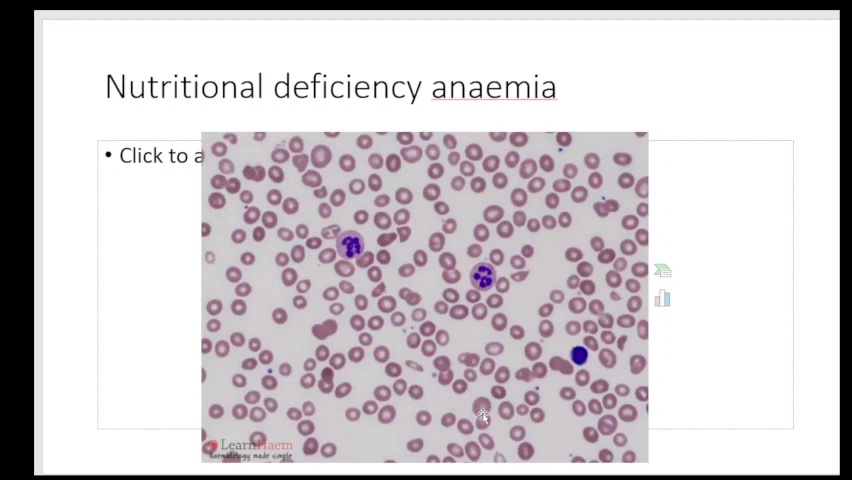 Nutritional deficiency anaemia
• Click to a
LearnHaem
Haematology made simple